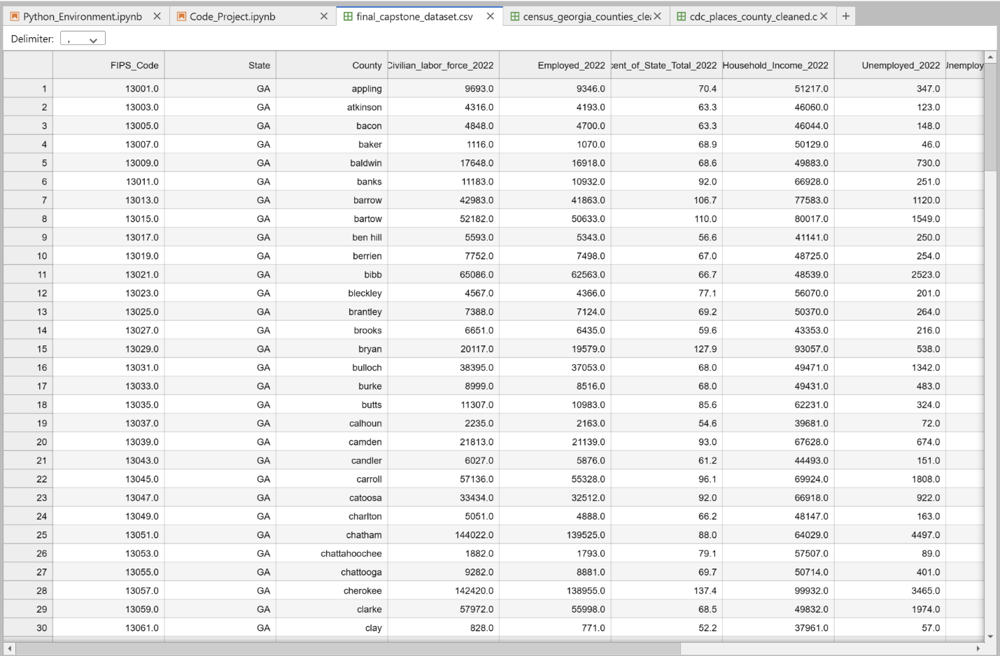 Python_Environment.ipynb Code_Project.ipynb final_capstone_dataset.csv census_georgia_counties_clea cdc_places_county_cleaned.c +
Delimiter: ,
FIPS_Code State County Civilian_labor_force_2022 Employed_2022 cent_of_State_Total_2022 Household_Income_2022 Unemployed_2022 Unemploy
1 13001.0 GA appling 9693.0 9346.0 70.4 51217.0 347.0
2 13003.0 GA atkinson 4316.0 4193.0 63.3 46060.0 123.0
3 13005.0 GA bacon 4848.0 4700.0 63.3 46044.0 148.0
4 13007.0 GA baker 1116.0 1070.0 68.9 50129.0 46.0
5 13009.0 GA baldwin 17648.0 16918.0 68.6 49883.0 730.0
6 13011.0 GA banks 11183.0 10932.0 92.0 66928.0 251.0
7 13013.0 GA barrow 42983.0 41863.0 106.7 77583.0 1120.0
8 13015.0 GA bartow 52182.0 50633.0 110.0 80017.0 1549.0
9 13017.0 GA ben hill 5593.0 5343.0 56.6 41141.0 250.0
10 13019.0 GA berrien 7752.0 7498.0 67.0 48725.0 254.0
11 13021.0 GA bibb 65086.0 62563.0 66.7 48539.0 2523.0
12 13023.0 GA bleckley 4567.0 4366.0 77.1 56070.0 201.0
13 13025.0 GA brantley 7388.0 7124.0 69.2 50370.0 264.0
14 13027.0 GA brooks 6651.0 6435.0 59.6 43353.0 216.0
15 13029.0 GA bryan 20117.0 19579.0 127.9 93057.0 538.0
16 13031.0 GA bulloch 38395.0 37053.0 68.0 49471.0 1342.0
17 13033.0 GA burke 8999.0 8516.0 68.0 49431.0 483.0
18 13035.0 GA butts 11307.0 10983.0 85.6 62231.0 324.0
19 13037.0 GA calhoun 2235.0 2163.0 54.6 39681.0 72.0
20 13039.0 GA camden 21813.0 21139.0 93.0 67628.0 674.0
21 13043.0 GA candler 6027.0 5876.0 61.2 44493.0 151.0
22 13045.0 GA carroll 57136.0 55328.0 96.1 69924.0 1808.0
23 13047.0 GA catoosa 33434.0 32512.0 92.0 66918.0 922.0
24 13049.0 GA charlton 5051.0 4888.0 66.2 48147.0 163.0
25 13051.0 GA chatham 144022.0 139525.0 88.0 64029.0 4497.0
26 13053.0 GA chattahoochee 1882.0 1793.0 79.1 57507.0 89.0
27 13055.0 GA chattooga 9282.0 8881.0 69.7 50714.0 401.0
28 13057.0 GA cherokee 142420.0 138955.0 137.4 99932.0 3465.0
29 13059.0 GA clarke 57972.0 55998.0 68.5 49832.0 1974.0
30 13061.0 GA clay 828.0 771.0 52.2 37961.0 57.0